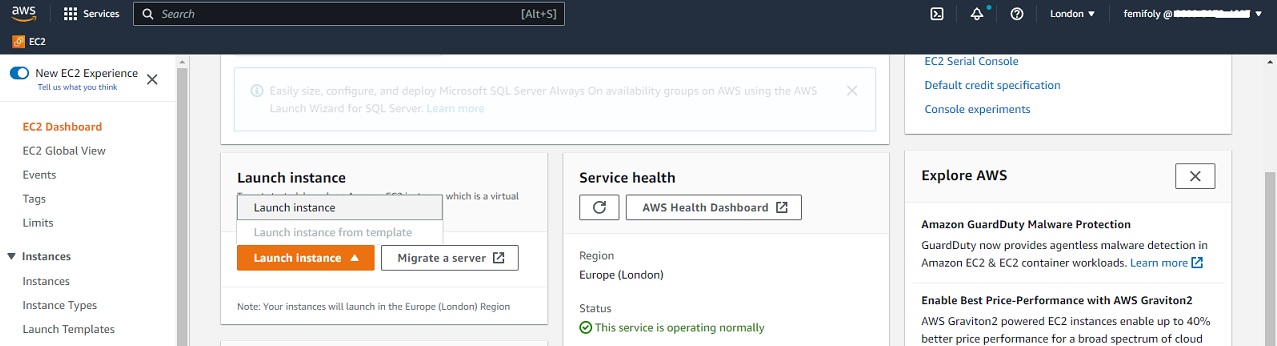 aws
Services
Search
[Alt+S]
London
femifoly @
EC2
New EC2 Experience
Tell us what you think
EC2 Dashboard
EC2 Global View
Events
Tags
Limits
Instances
Instances
Instance Types
Launch Templates
Easily size, configure, and deploy Microsoft SQL Server Always On availability groups on AWS using the AWS
Launch Wizard for SQL Server. Learn more
Launch instance
which is a virtual
Launch instance
Launch instance from template
Launch instance
Migrate a server
Note: Your instances will launch in the Europe (London) Region
Service health
AWS Health Dashboard
Region
Europe (London)
Status
This service is operating normally
EC2 Serial Console
Default credit specification
Console experiments
Explore AWS
Amazon GuardDuty Malware Protection
GuardDuty now provides agentless malware detection in
Amazon EC2 & EC2 container workloads. Learn more
Enable Best Price-Performance with AWS Graviton2
AWS Graviton2 powered EC2 instances enable up to 40%
better price performance for a broad spectrum of cloud